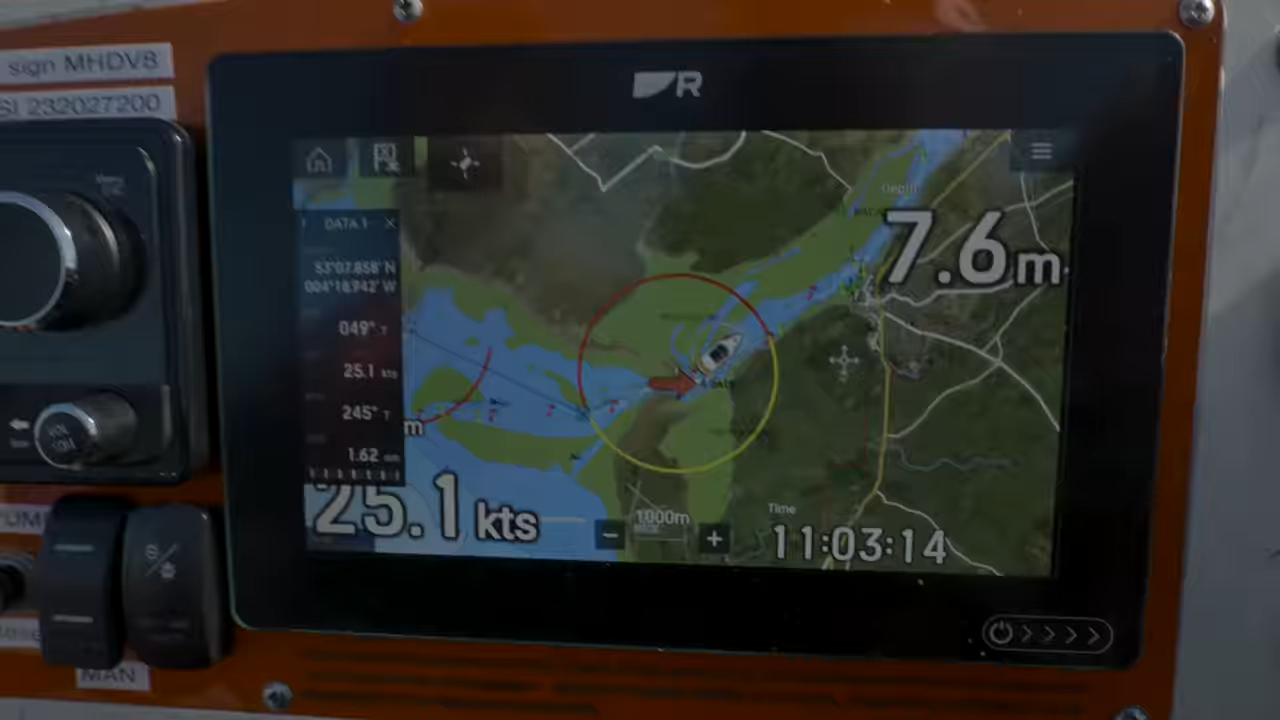 sign MHDV8
SI 232027200
R
DATA 1
53°07.858' N
004°18.942' W
049° T
25.1 kts
245° T
1.62 nm
Depth
7.6m
m
25.1 kts
1000m
Time
11:03:14
MAN